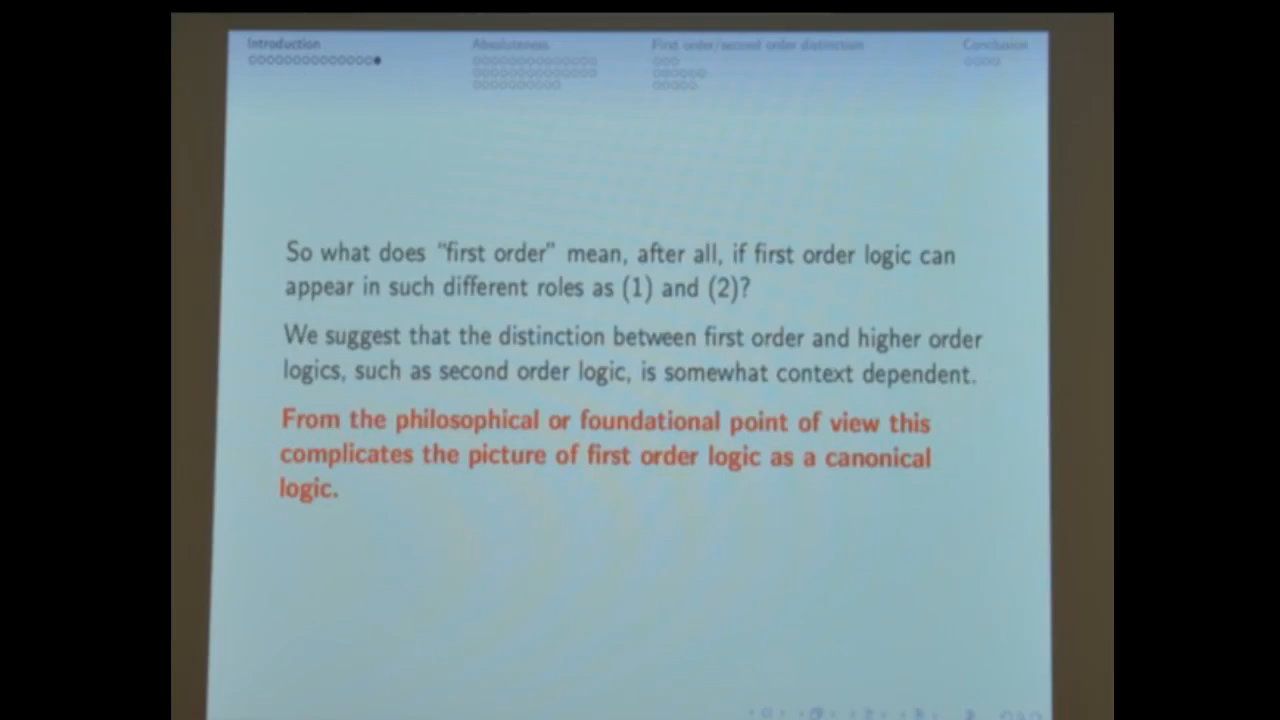 Introduction
Absoluteness
First order/second order distinction
Conclusion
So what does "first order" mean, after all, if first order logic can
appear in such different roles as (1) and (2)?
We suggest that the distinction between first order and higher order
logics, such as second order logic, is somewhat context dependent.
From the philosophical or foundational point of view this
complicates the picture of first order logic as a canonical
logic.